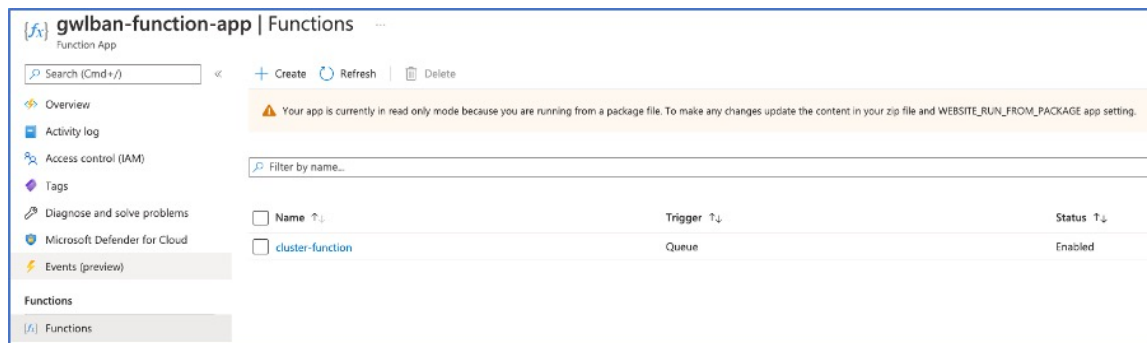 gwlban-function-app | Functions ...
Function App
Search (Cmd+/)
«
Create
Refresh
Delete
Overview
Activity log
Access control (IAM)
Tags
Diagnose and solve problems
Microsoft Defender for Cloud
Events (preview)
Functions
Functions
Your app is currently in read only mode because you are running from a package file. To make any changes update the content in your zip file and WEBSITE_RUN_FROM_PACKAGE app setting.
Filter by name...
Name ↑↓ Trigger ↑↓ Status ↑↓
cluster-function Queue Enabled